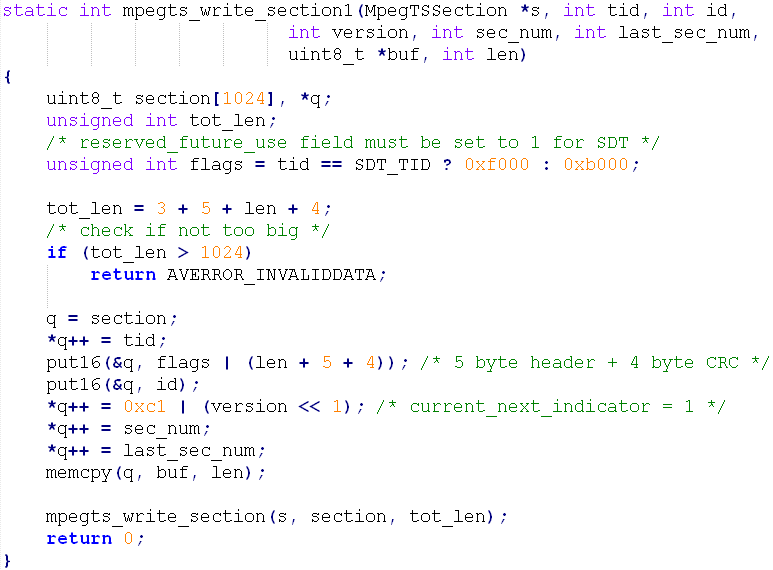 static int mpegts_write_section1(MpegTSSection *s, int tid, int id,
                          int version, int sec_num, int last_sec_num,
                          uint8_t *buf, int len)
{
    uint8_t section[1024], *q;
    unsigned int tot_len;
    /* reserved_future_use field must be set to 1 for SDT */
    unsigned int flags = tid == SDT_TID ? 0xf000 : 0xb000;

    tot_len = 3 + 5 + len + 4;
    /* check if not too big */
    if (tot_len > 1024)
        return AVERROR_INVALIDDATA;

    q = section;
    *q++ = tid;
    put16(&q, flags | (len + 5 + 4)); /* 5 byte header + 4 byte CRC */
    put16(&q, id);
    *q++ = 0xc1 | (version << 1); /* current_next_indicator = 1 */
    *q++ = sec_num;
    *q++ = last_sec_num;
    memcpy(q, buf, len);

    mpegts_write_section(s, section, tot_len);
    return 0;
}